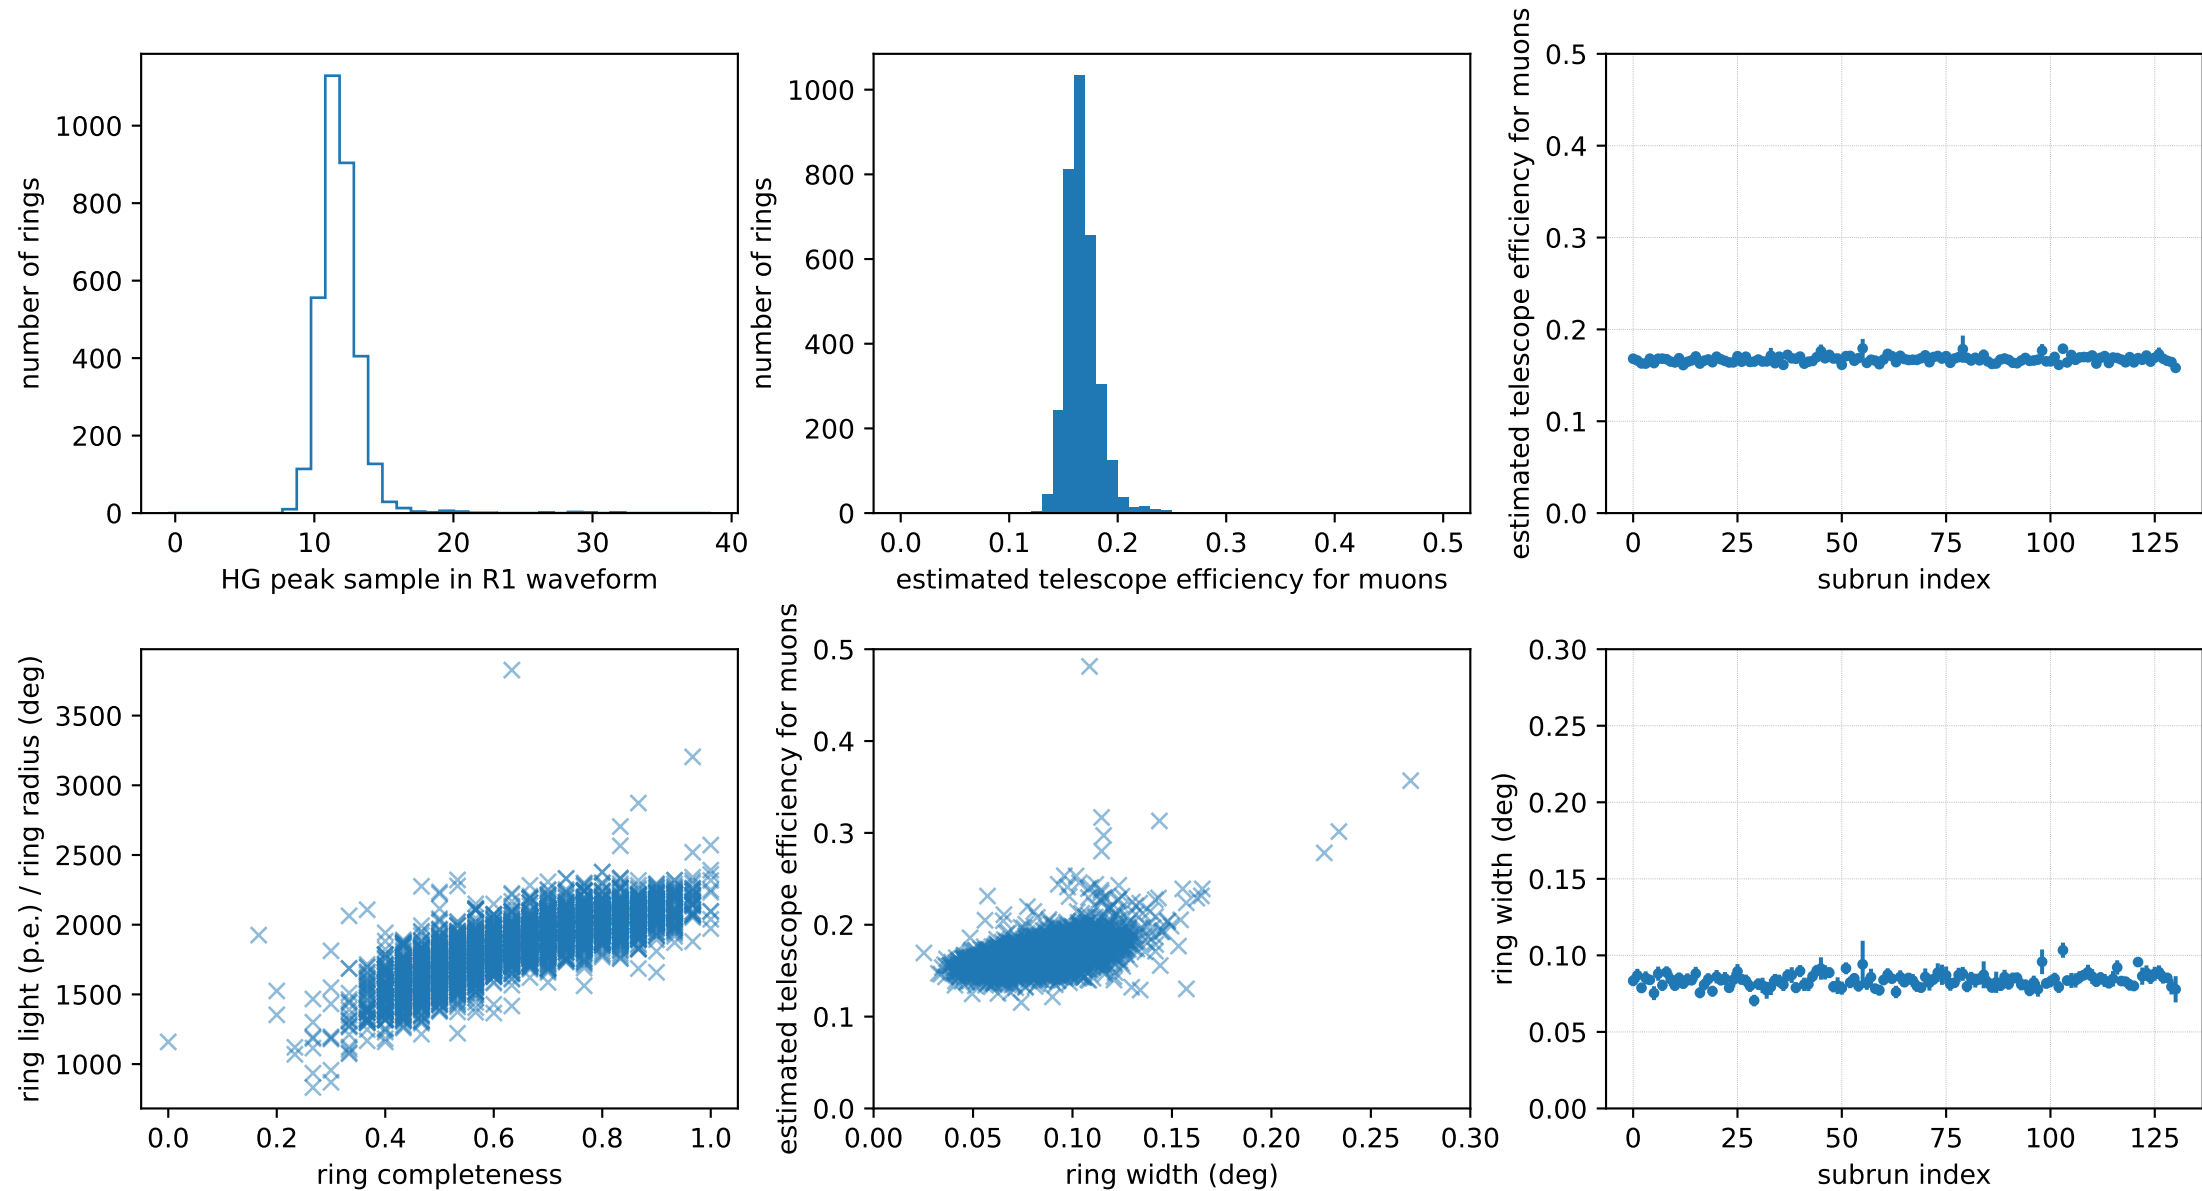 number of rings
1000
800
600
400
200
0
0 10 20 30 40
HG peak sample in R1 waveform
number of rings
1000
800
600
400
200
0
0.0 0.1 0.2 0.3 0.4 0.5
estimated telescope efficiency for muons
estimated telescope efficiency for muons
0.5
0.4
0.3
0.2
0.1
0.0
0 25 50 75 100 125
subrun index
ring light (p.e.) / ring radius (deg)
3500
3000
2500
2000
1500
1000
0.0 0.2 0.4 0.6 0.8 1.0
ring completeness
estimated telescope efficiency for muons
0.5
0.4
0.3
0.2
0.1
0.0
0.00 0.05 0.10 0.15 0.20 0.25 0.30
ring width (deg)
ring width (deg)
0.30
0.25
0.20
0.15
0.10
0.05
0.00
0 25 50 75 100 125
subrun index